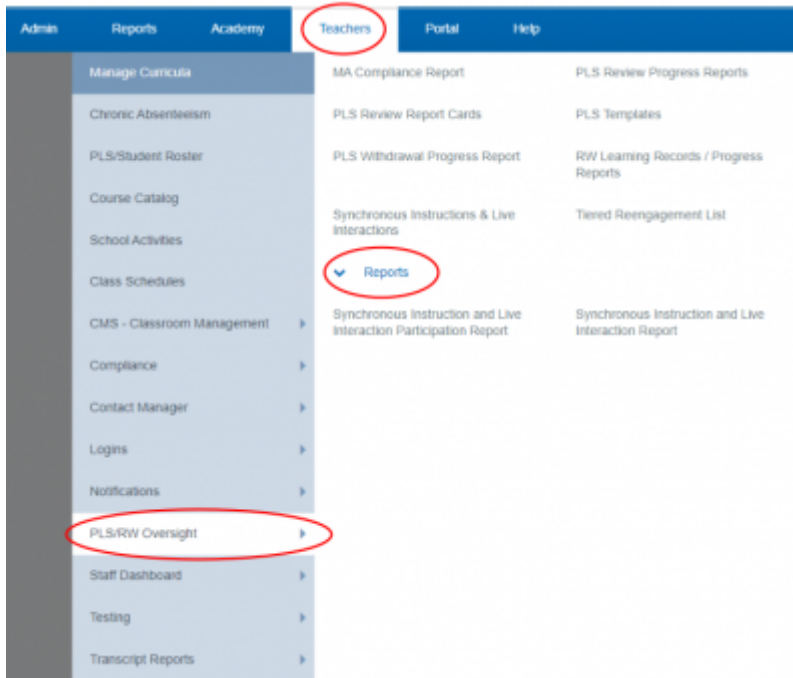 Admin Reports Academy Teachers Portal Help
Manage Curricula
Chronic Absenteeism
PLS/Student Roster
Course Catalog
School Activities
Class Schedules
CMS - Classroom Management
Compliance
Contact Manager
Logins
Notifications
PLS/RW Oversight
Staff Dashboard
Testing
Transcript Reports
MA Compliance Report
PLS Review Progress Reports
PLS Review Report Cards
PLS Templates
PLS Withdrawal Progress Report
RW Learning Records / Progress
Reports
Synchronous Instructions & Live
Interactions
Tiered Reengagement List
Reports
Synchronous Instruction and Live
Interaction Participation Report
Synchronous Instruction and Live
Interaction Report